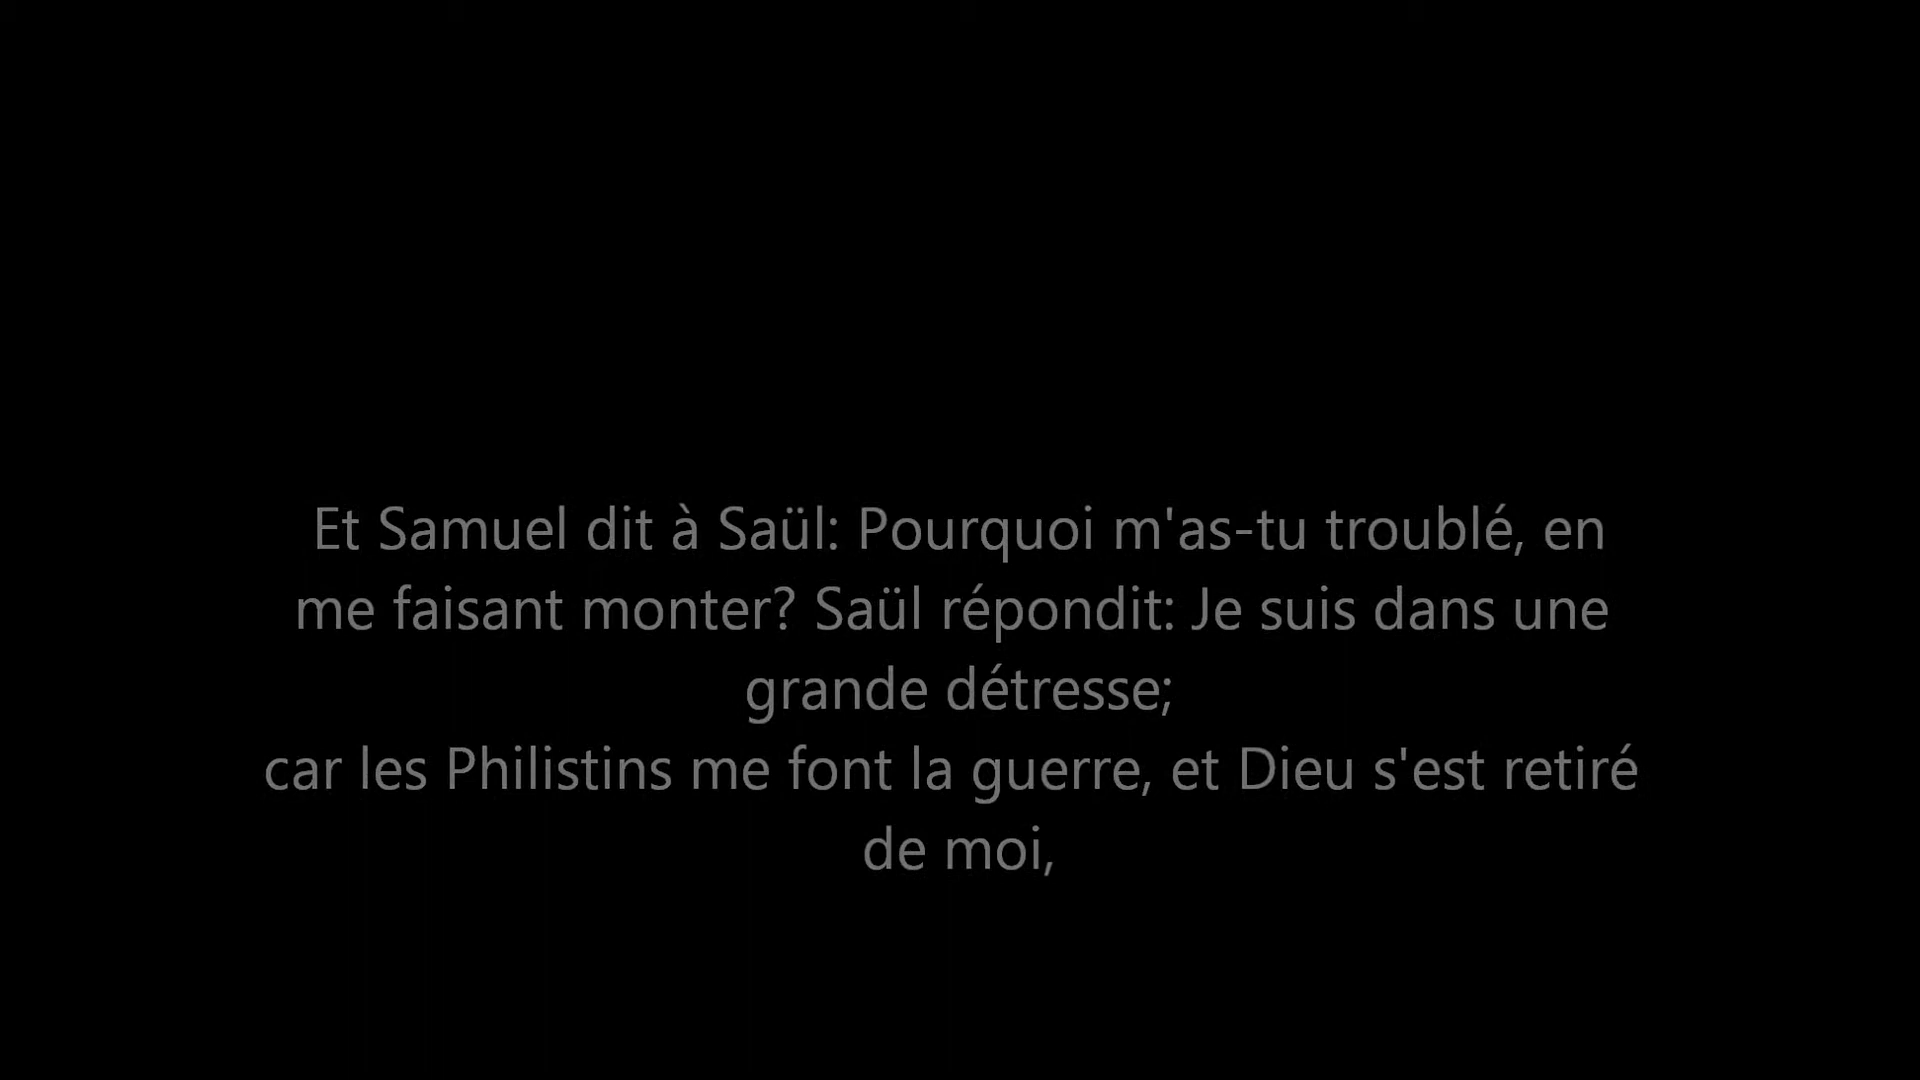 Et Samuel dit à Saül: Pourquoi m'as-tu troublé, en
me faisant monter? Saül répondit: Je suis dans une
grande détresse;
car les Philistins me font la guerre, et Dieu s'est retiré
de moi,